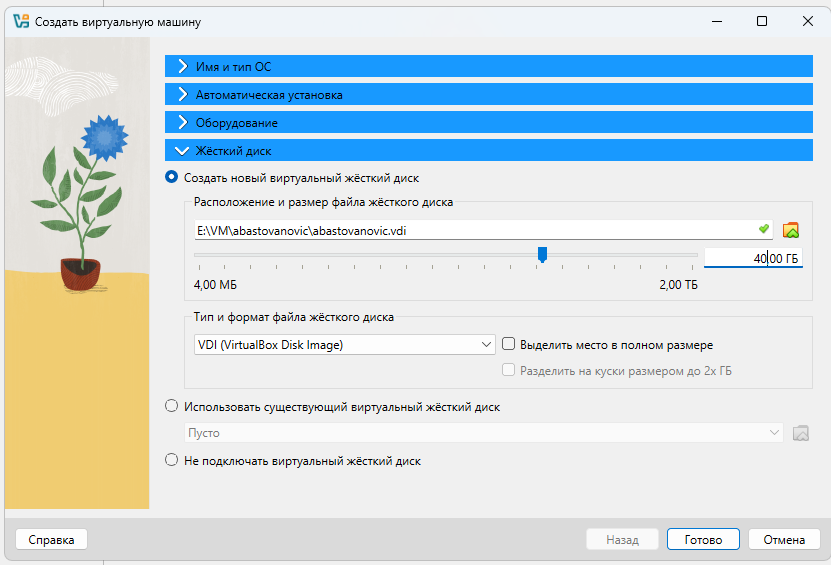 Создать виртуальную машину
Имя и тип ОС
Автоматическая установка
Оборудование
Жёсткий диск
Создать новый виртуальный жёсткий диск
Расположение и размер файла жёсткого диска
E:\VM\abastovanovic\abastovanovic.vdi
40,00 ГБ
4,00 МБ 2,00 ТБ
Тип и формат файла жёсткого диска
VDI (VirtualBox Disk Image) Выделить место в полном размере
Разделить на куски размером до 2х ГБ
Использовать существующий виртуальный жёсткий диск
Пусто
Не подключать виртуальный жёсткий диск
Справка Назад Готово Отмена